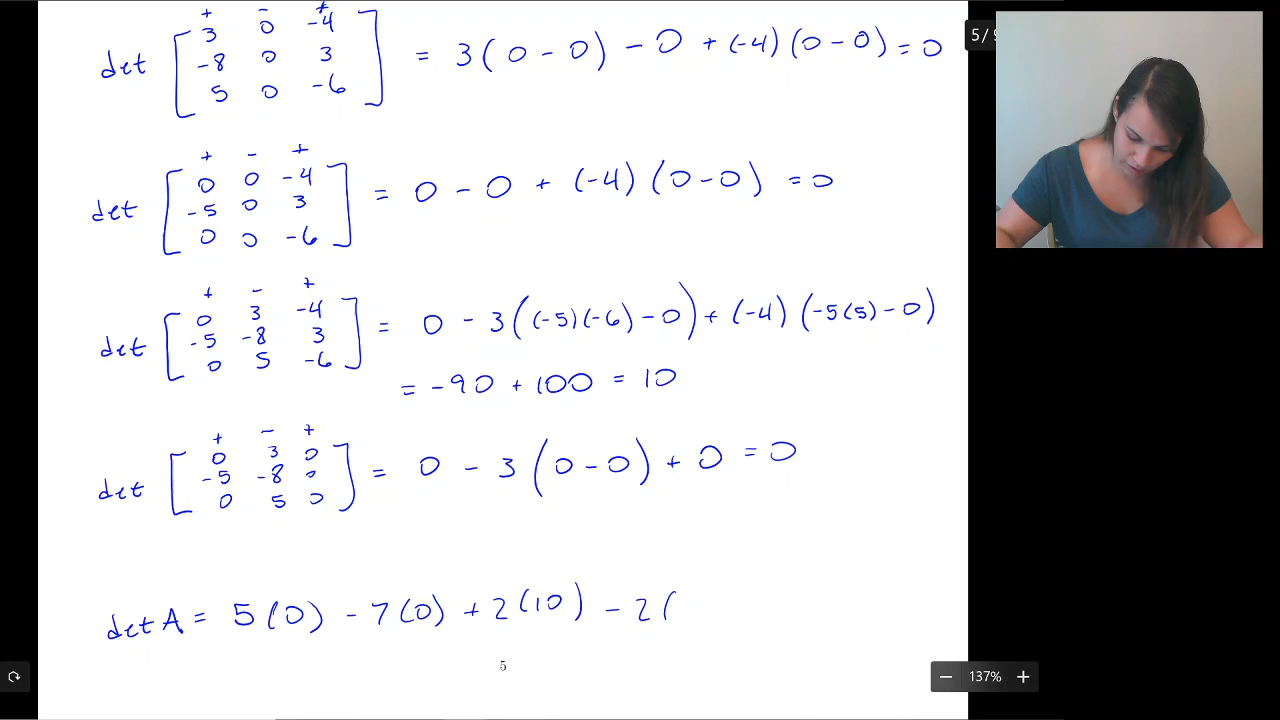 + - +
det [ 3 0 -4 = 3(0-0) - 0 + (-4)(0-0) = 0
-8 0 3
5 0 -6 ]
5/9
+ - +
det [ 0 0 -4 = 0 - 0 + (-4)(0-0) = 0
-5 0 3
0 0 -6 ]
+ - +
det [ 0 3 -4 = 0 - 3((-5)(-6)-0) + (-4)(-5(5)-0)
-5 -8 3
0 5 -6 ]
= -90 + 100 = 10
+ - +
det [ 0 3 0 = 0 - 3(0-0) + 0 = 0
-5 -8 0
0 5 0 ]
det A = 5(0) - 7(0) + 2(10) - 2(
5
137%